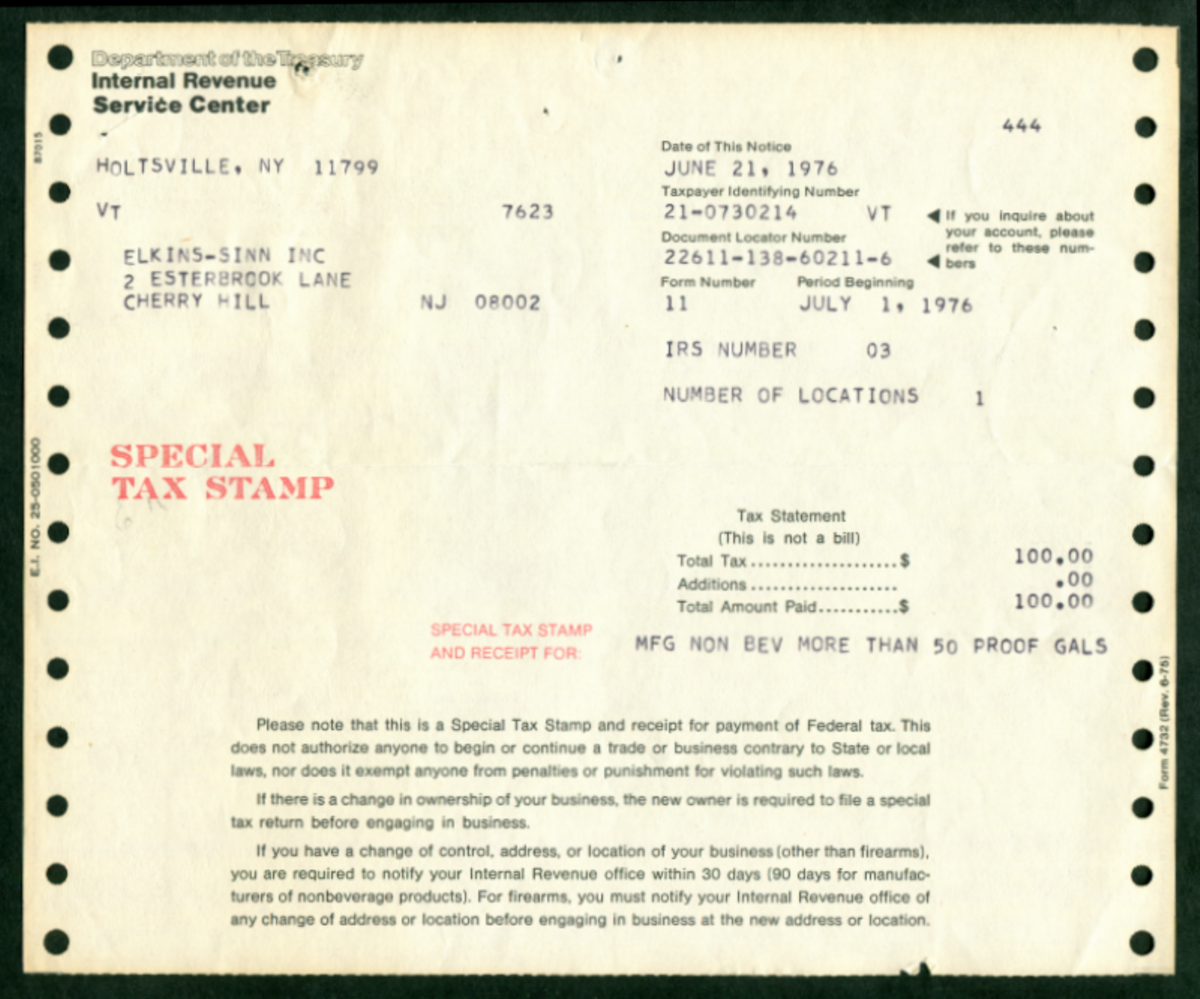 Department of the Treasury
Internal Revenue
Service Center
444
HOLTSVILLE, NY 11799
Date of This Notice
JUNE 21, 1976
Taxpayer Identifying Number
VT 7623
21-0730214 VT
◀ If you inquire about
your account, please
refer to these num-
◀ bers
Document Locator Number
22611-138-60211-6
ELKINS-SINN INC
2 ESTERBROOK LANE
CHERRY HILL NJ 08002
Form Number Period Beginning
11 JULY 1, 1976
IRS NUMBER 03
NUMBER OF LOCATIONS 1
SPECIAL
TAX STAMP
Tax Statement
(This is not a bill)
Total Tax....................$ 100.00
Additions.................... .00
Total Amount Paid...........$ 100.00
SPECIAL TAX STAMP
AND RECEIPT FOR:
MFG NON BEV MORE THAN 50 PROOF GALS
Please note that this is a Special Tax Stamp and receipt for payment of Federal tax. This
does not authorize anyone to begin or continue a trade or business contrary to State or local
laws, nor does it exempt anyone from penalties or punishment for violating such laws.
If there is a change in ownership of your business, the new owner is required to file a special
tax return before engaging in business.
If you have a change of control, address, or location of your business (other than firearms),
you are required to notify your Internal Revenue office within 30 days (90 days for manufac-
turers of nonbeverage products). For firearms, you must notify your Internal Revenue office of
any change of address or location before engaging in business at the new address or location.
87015
E.I. NO. 25-0501000
Form 4732 (Rev. 6-75)